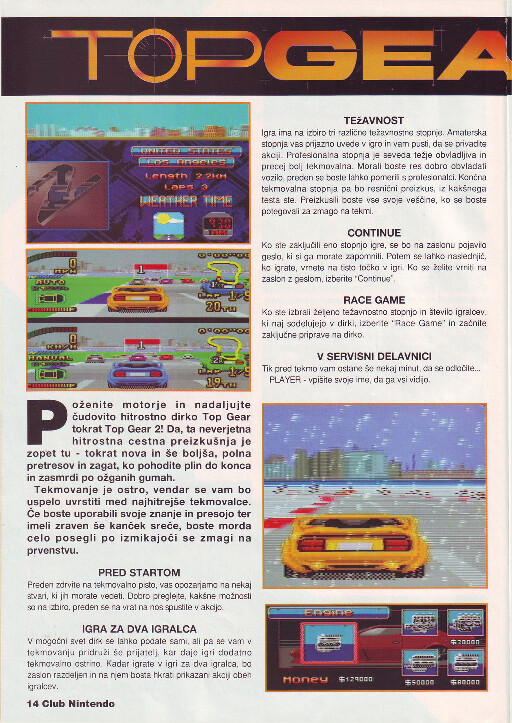 TOPGEA
UNITED STATES
LOS ANGELES
Length 2.2KM
Laps 3
WEATHER TIME
MPH
AUTO
1
20TH
MPH
MANUAL
1
19TH
Poženite motorje in nadaljujte
čudovito hitrostno dirko Top Gear
tokrat Top Gear 2! Da, ta neverjetna
hitrostna cestna preizkušnja je
zopet tu - tokrat nova in še boljša, polna
pretresov in zagat, ko pohodite plin do konca
in zasmrdi po ožganih gumah.
Tekmovanje je ostro, vendar se vam bo
uspelo uvrstiti med najhitrejše tekmovalce.
Če boste uporabili svoje znanje in presojo ter
imeli zraven še kanček sreče, boste morda
celo posegli po izmikajoči se zmagi na
prvenstvu.
PRED STARTOM
Preden zdrvite na tekmovalno pisto, vas opozarjamo na nekaj
stvari, ki jih morate vedeti. Dobro preglejte, kakšne možnosti
so na izbiro, preden se na vrat na nos spustite v akcijo.
IGRA ZA DVA IGRALCA
V mogočni svet dirk se lahko podate sami, ali pa se vam v
tekmovanju pridruži še prijatelj, kar daje igri dodatno
tekmovalno ostrino. Kadar igrate v igri za dva igralca, bo
zaslon razdeljen in na njem bosta hkrati prikazani akciji obeh
igralcev.
14 Club Nintendo
TEŽAVNOST
Igra ima na izbiro tri različno težavnostne stopnje. Amaterska
stopnja vas prijazno uvede v igro in vam pusti, da se privadite
akciji. Profesionalna stopnja je seveda težje obvladljiva in
precej bolj tekmovalna. Morali boste res dobro obvladati
vozilo, preden se boste lahko pomerili s profesionalci. Končna
tekmovalna stopnja pa bo resnični preizkus, iz kakšnega
testa ste. Preizkusili boste vse svoje veščine, ko se boste
potegovali za zmago na tekmi.
CONTINUE
Ko ste zaključili eno stopnjo igre, se bo na zaslonu pojavilo
geslo, ki si ga morate zapomniti. Potem se lahko naslednjič,
ko igrate, vrnete na tisto točko v igri. Ko se želite vrniti na
zaslon z geslom, izberite "Continue".
RACE GAME
Ko ste izbrali željeno težavnostno stopnjo in število igralcev,
ki naj sodelujejo v dirki, izberite "Race Game" in začnite
zaključne priprave na dirko.
V SERVISNI DELAVNICI
Tik pred tekmo vam ostane še nekaj minut, da se odločite...
PLAYER - vpišite svoje ime, da ga vsi vidijo.
Engine
$20000
Money $129000
$50000
$80000